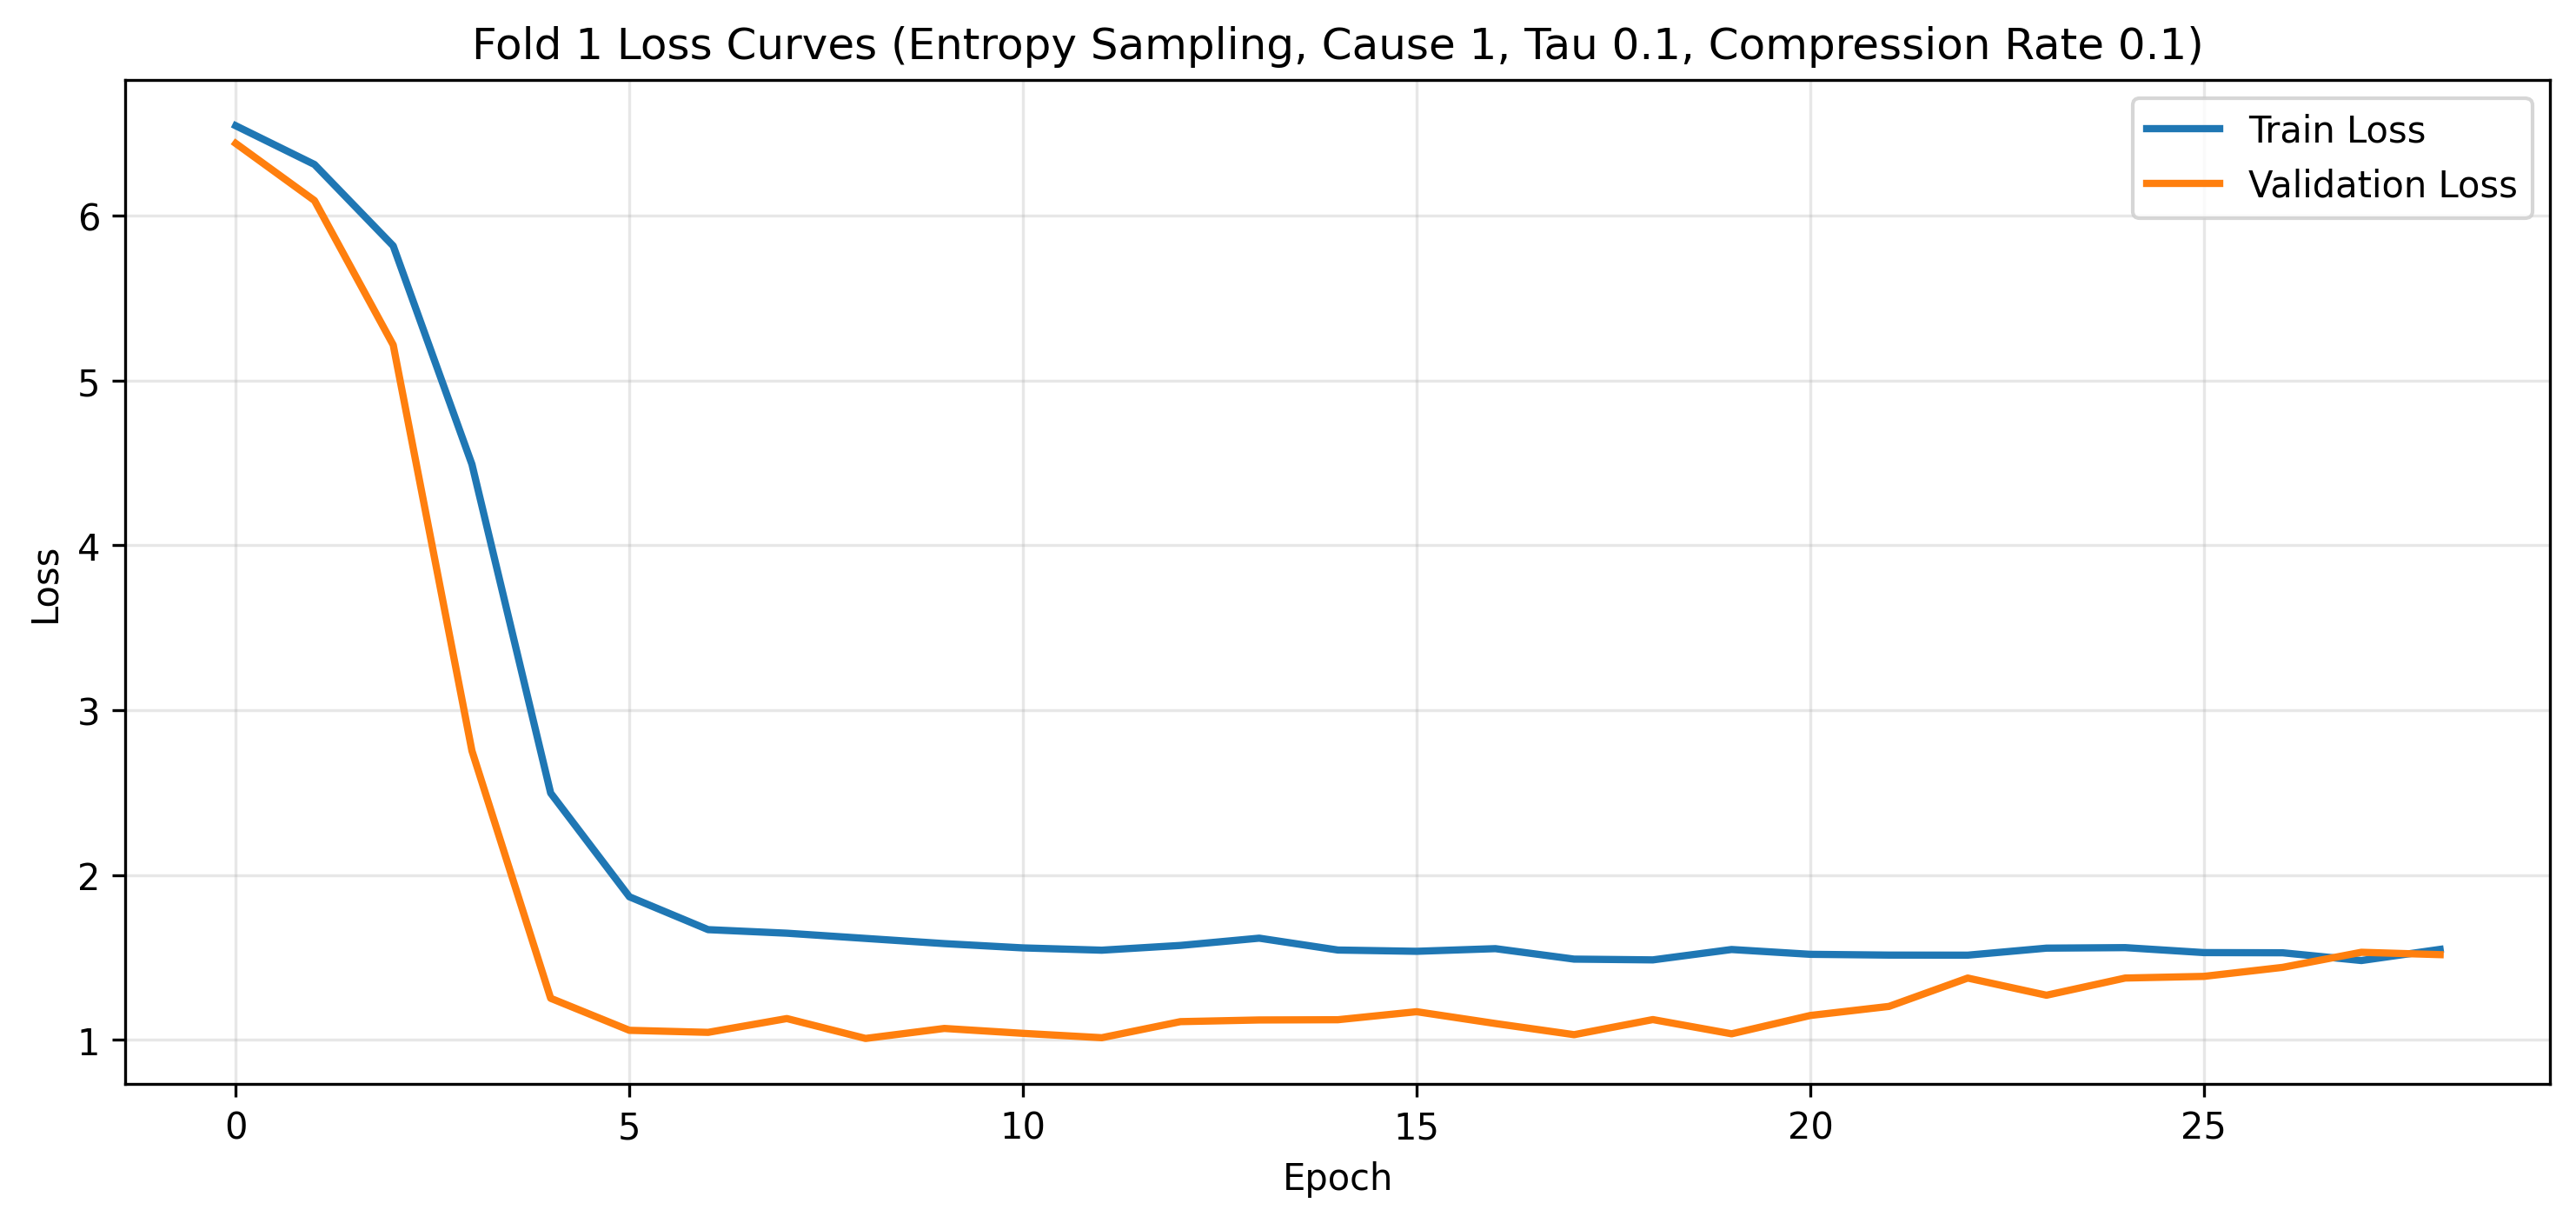 Fold 1 Loss Curves (Entropy Sampling, Cause 1, Tau 0.1, Compression Rate 0.1)
Train Loss
Validation Loss
6
5
4
3
2
1
Loss
0 5 10 15 20 25
Epoch